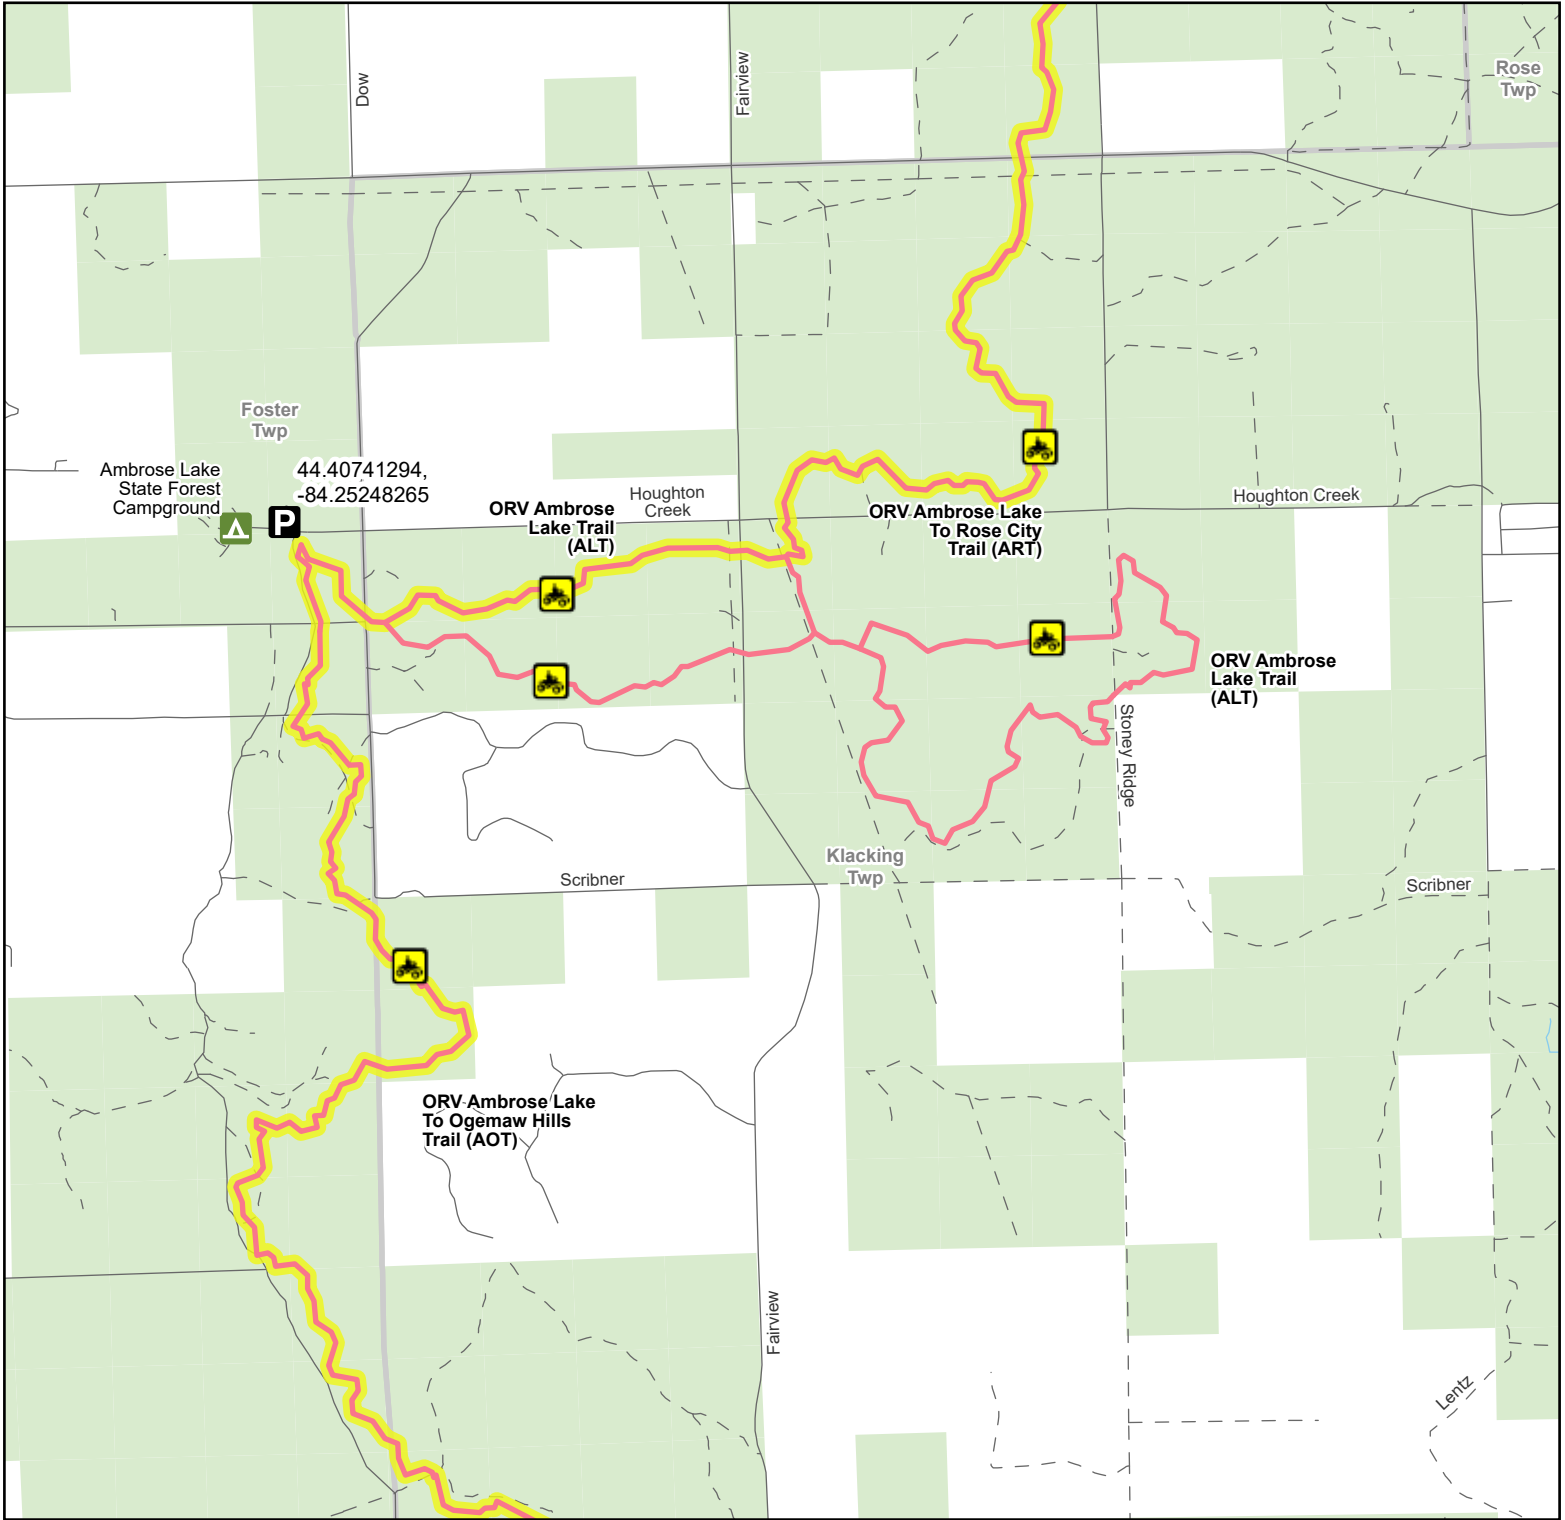 Dow
Fairview
Rose
Twp
Foster
Twp
Ambrose Lake
State Forest
Campground
44.40741294,
-84.25248265
P
ORV Ambrose
Lake Trail
(ALT)
Houghton
Creek
ORV Ambrose Lake
To Rose City
Trail (ART)
Houghton Creek
ORV Ambrose
Lake Trail
(ALT)
Stoney Ridge
Klacking
Twp
Scribner
Scribner
ORV Ambrose Lake
To Ogemaw Hills
Trail (AOT)
Fairview
Lentz